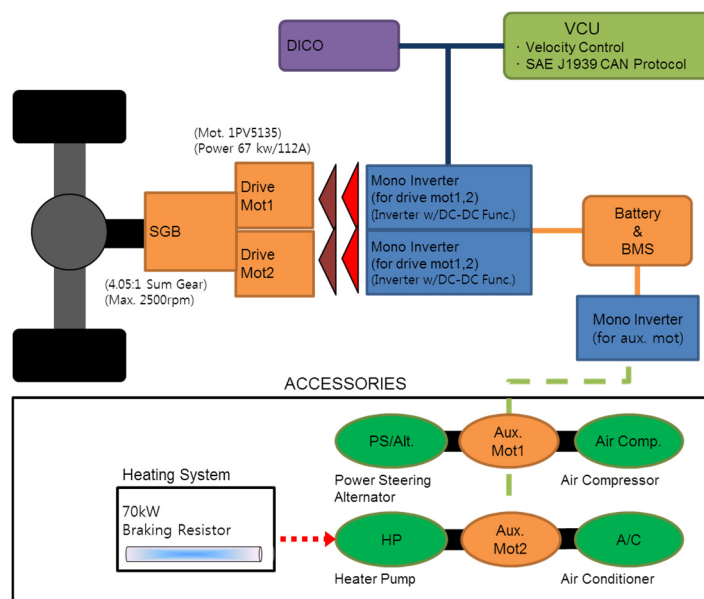 DICO
VCU
· Velocity Control
· SAE J1939 CAN Protocol
(Mot. 1PV5135)
(Power 67 kw/112A)
Drive
Mot1
Mono Inverter
(for drive mot1,2)
(Inverter w/DC-DC Func.)
SGB
Drive
Mot2
Mono Inverter
(for drive mot1,2)
(Inverter w/DC-DC Func.)
Battery
&
BMS
(4.05:1 Sum Gear)
(Max. 2500rpm)
Mono Inverter
(for aux. mot)
ACCESSORIES
PS/Alt.
Aux.
Mot1
Air Comp.
Power Steering
Alternator
Air Compressor
Heating System
70kW
Braking Resistor
HP
Aux.
Mot2
A/C
Heater Pump
Air Conditioner